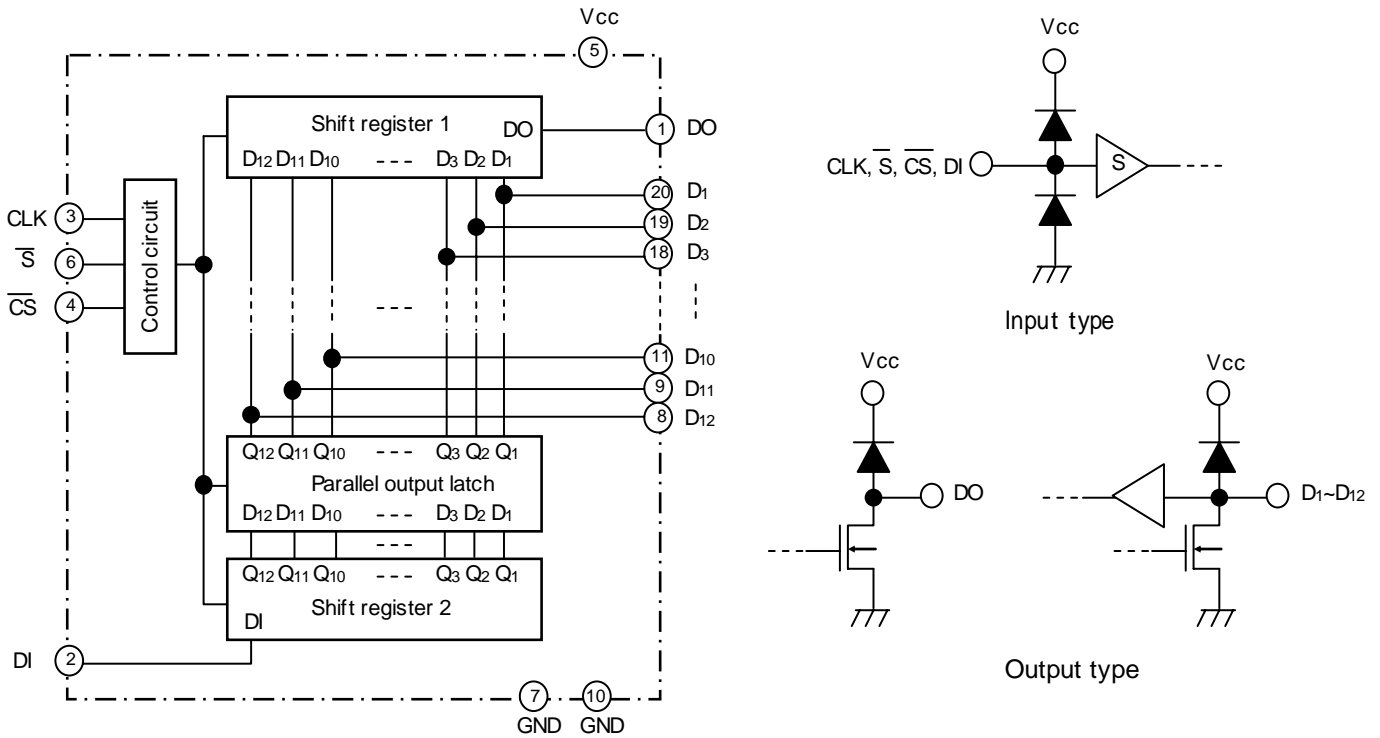 Vcc
5
Shift register 1
DO
1
DO
D12 D11 D10 ---- D3 D2 D1
20
D1
19
D2
18
D3
CLK
3
S̅
6
C̅S̅
4
Control circuit
----
11
D10
9
D11
8
D12
Q12 Q11 Q10 ---- Q3 Q2 Q1
Parallel output latch
D12 D11 D10 ---- D3 D2 D1
----
Q12 Q11 Q10 ---- Q3 Q2 Q1
Shift register 2
DI
DI
2
7
10
GND
GND
Vcc
CLK, S̅, C̅S̅, DI
S
Input type
Vcc
DO
Vcc
D1~D12
Output type